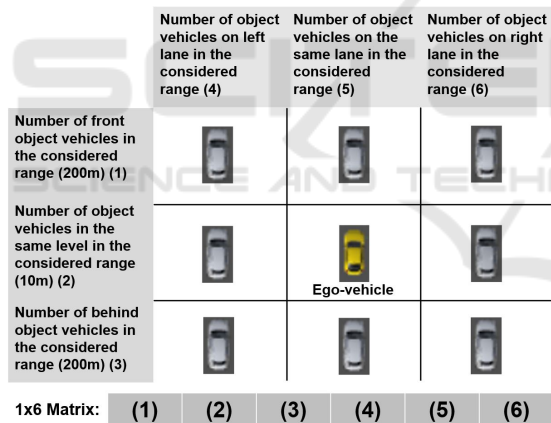 Number of object
vehicles on left
lane in the
considered
range (4)
Number of object
vehicles on the
same lane in the
considered
range (5)
Number of object
vehicles on right
lane in the
considered
range (6)
Number of front
object vehicles in
the considered
range (200m) (1)
Number of object
vehicles in the
same level in the
considered range
(10m) (2)
Ego-vehicle
Number of behind
object vehicles in
the considered
range (200m) (3)
1x6 Matrix: (1) (2) (3) (4) (5) (6)
SCIENCE AND TECH